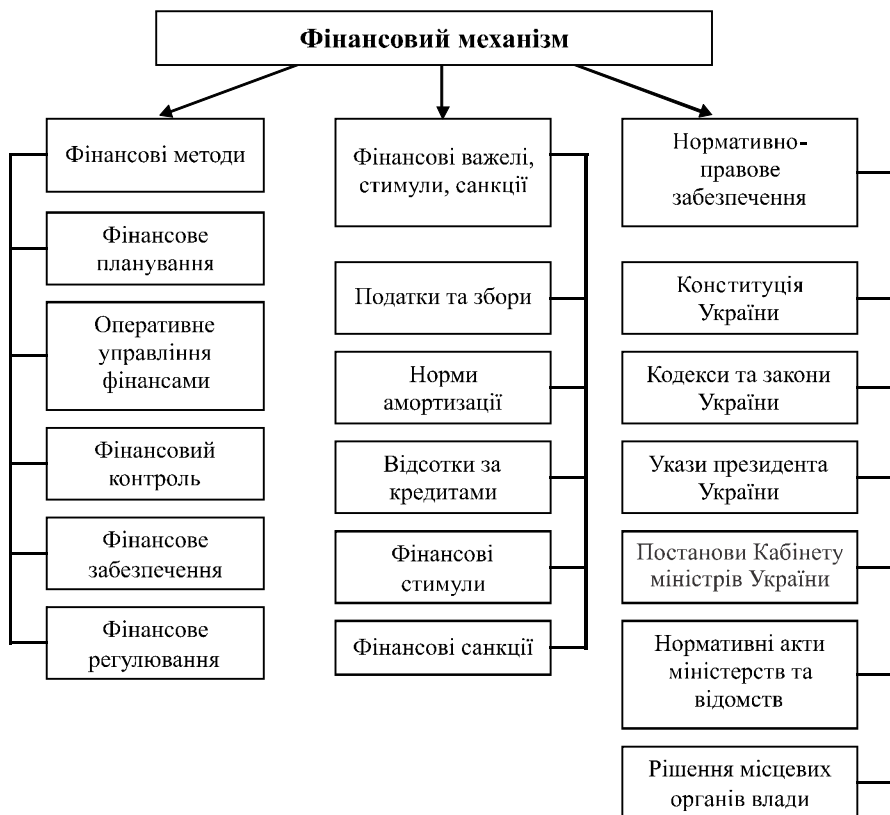 Фінансовий механізм
Фінансові методи
Фінансове
планування
Оперативне
управління
фінансами
Фінансовий
контроль
Фінансове
забезпечення
Фінансове
регулювання
Фінансові важелі,
стимули, санкції
Податки та збори
Норми
амортизації
Відсотки за
кредитами
Фінансові
стимули
Фінансові санкції
Нормативно-
правове
забезпечення
Конституція
України
Кодекси та закони
України
Укази президента
України
Постанови Кабінету
міністрів України
Нормативні акти
міністерств та
відомств
Рішення місцевих
органів влади